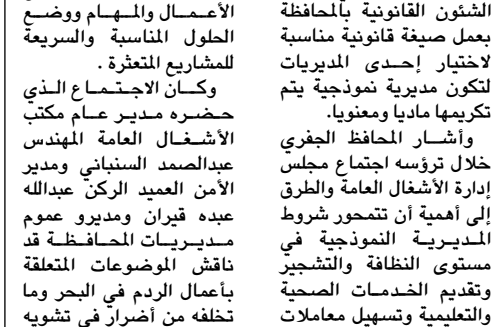 الشئون القانونية بالمحافظة
بعمل صيغة قانونية مناسبة
لاختيار إحدى المديريات
لتكون مديرية نموذجية يتم
تكريمها ماديا ومعنويا.
وأشار المحافظ الجفري
خلال ترؤسه اجتماع مجلس
إدارة الأشغال العامة والطرق
إلى أهمية أن تتمحور شروط
المديرية النموذجية في
مستوى النظافة والتشجير
وتقديم الخدمات الصحية
والتعليمية وتسهيل معاملات
الأعمال والمهام ووضع
الحلول المناسبة والسريعة
للمشاريع المتعثرة .
وكان الاجتماع الذي
حضره مدير عام مكتب
الأشغال العامة المهندس
عبدالصمد السنباني ومدير
الأمن العميد الركن عبدالله
عبده قيران ومديرو عموم
مديريات المحافظة قد
ناقش الموضوعات المتعلقة
بأعمال الردم في البحر وما
تخلفه من أضرار في تشويه